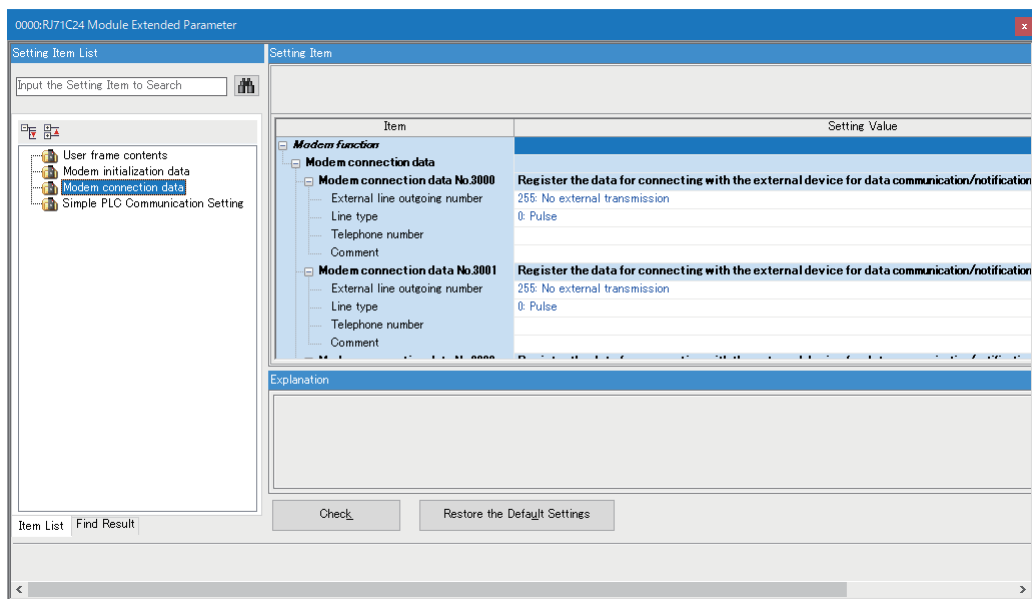 0000:RJ71C24 Module Extended Parameter
Setting Item List
Input the Setting Item to Search
User frame contents
Modem initialization data
Modem connection data
Simple PLC Communication Setting
Item List
Find Result
Setting Item
Item
Setting Value
Modem function
Modem connection data
Modem connection data No.3000
Register the data for connecting with the external device for data communication/notification
External line outgoing number
255: No external transmission
Line type
0: Pulse
Telephone number
Comment
Modem connection data No.3001
Register the data for connecting with the external device for data communication/notification
External line outgoing number
255: No external transmission
Line type
0: Pulse
Telephone number
Comment
Explanation
Check
Restore the Default Settings